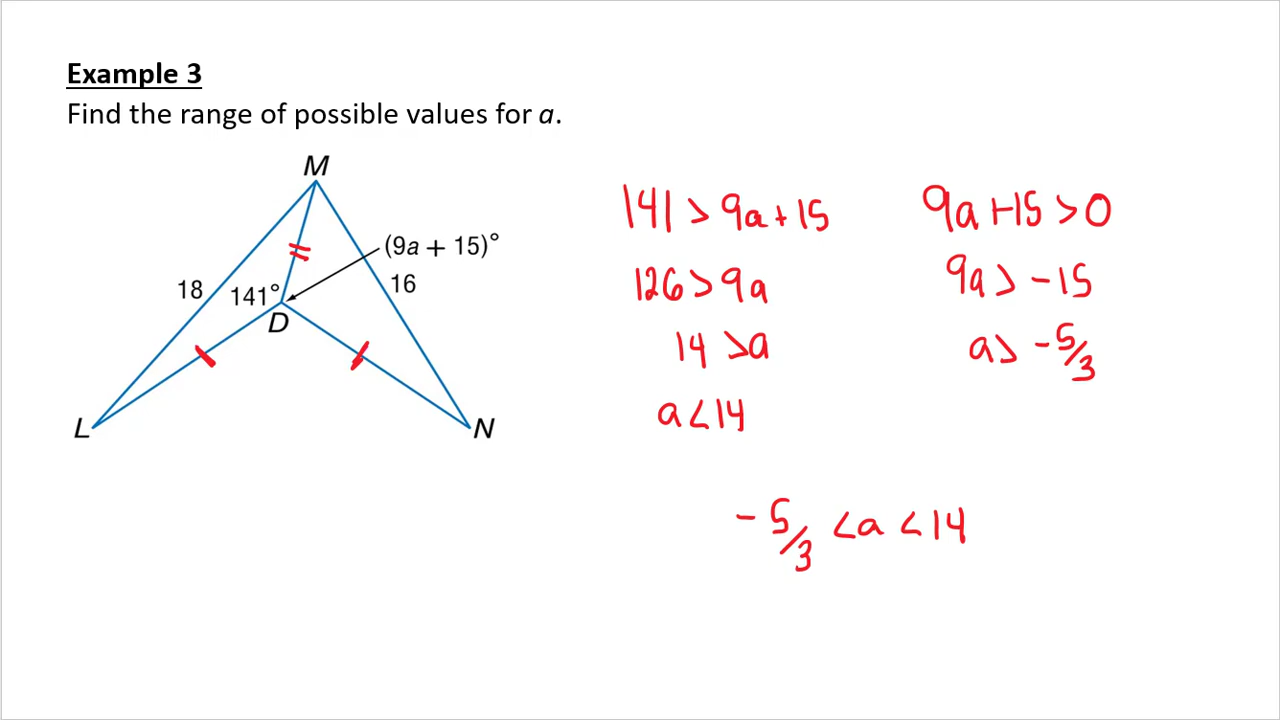 Example 3
Find the range of possible values for a.
M
(9a + 15)°
18
141°
16
D
L
N
141 > 9a + 15
126 > 9a
14 > a
a < 14
9a + 15 > 0
9a > -15
a > -5/3
-5/3 < a < 14